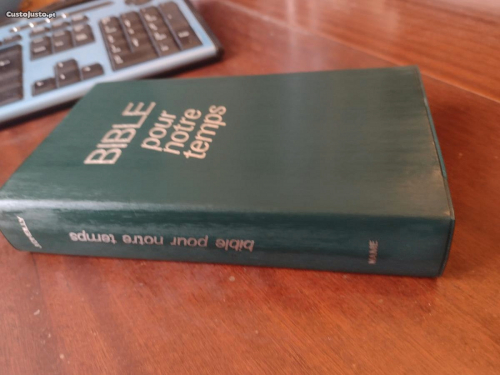 CustoJusto.pt
BIBLE
pour
notre
temps
bible pour notre temps
MAME